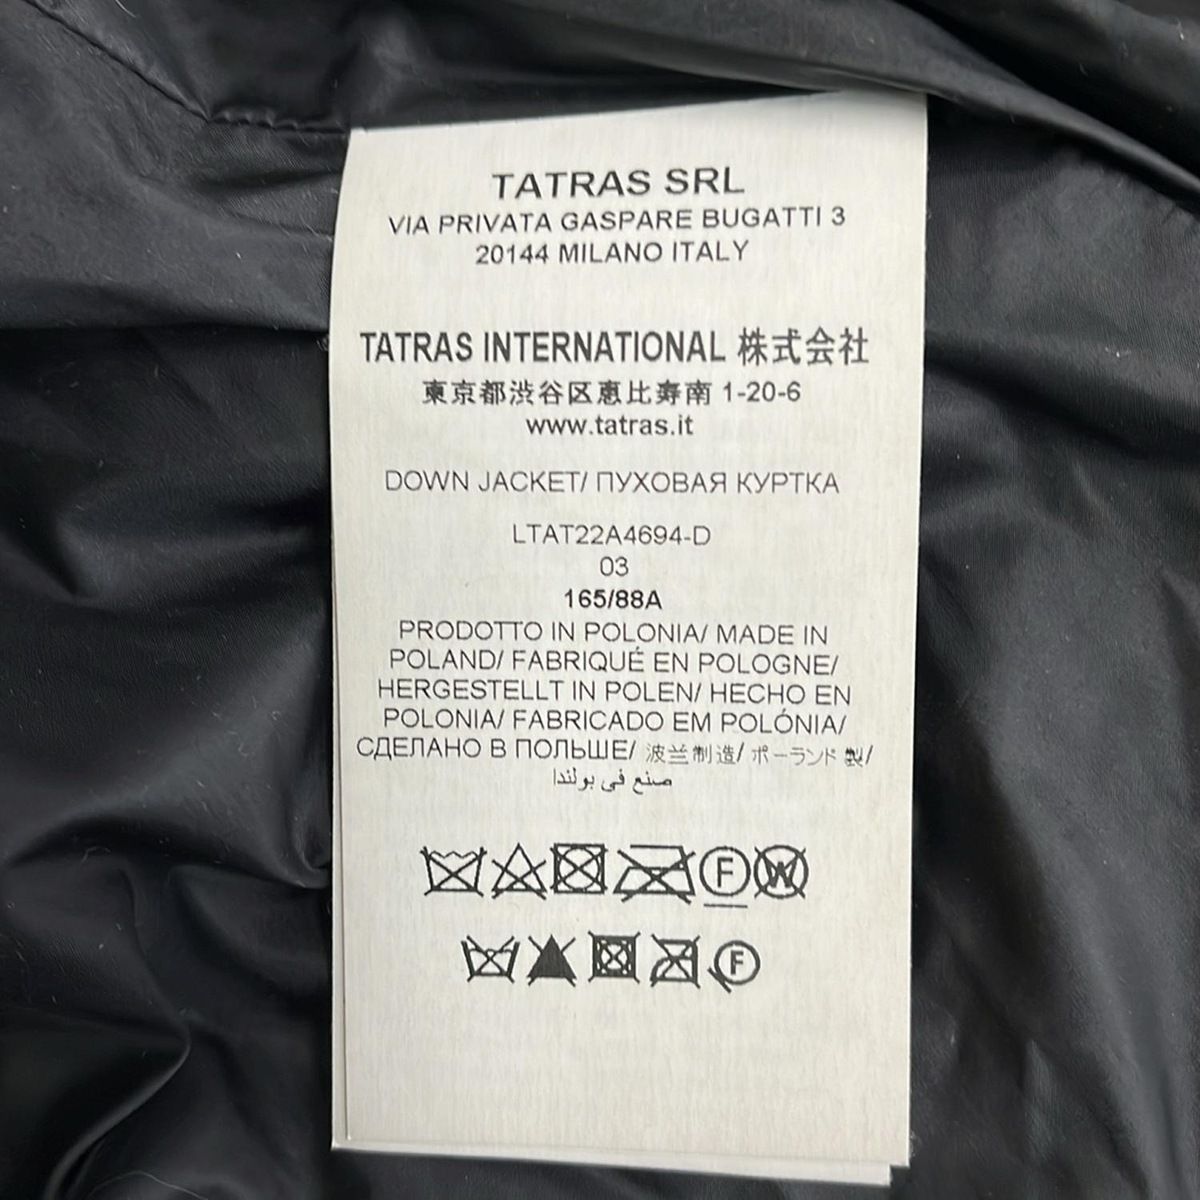 TATRAS SRL
VIA PRIVATA GASPARE BUGATTI 3
20144 MILANO ITALY
TATRAS INTERNATIONAL 株式会社
東京都渋谷区恵比寿南 1-20-6
www.tatras.it
DOWN JACKET/ ПУХОВАЯ КУРТКА
LTAT22A4694-D
03
165/88A
PRODOTTO IN POLONIA/ MADE IN
POLAND/ FABRIQUÉ EN POLOGNE/
HERGESTELLT IN POLEN/ HECHO EN
POLONIA/ FABRICADO EM POLÓNIA/
СДЕЛАНО В ПОЛЬШЕ/ 波兰制造/ ポーランド 製/
صنع في بولندا
F W
F